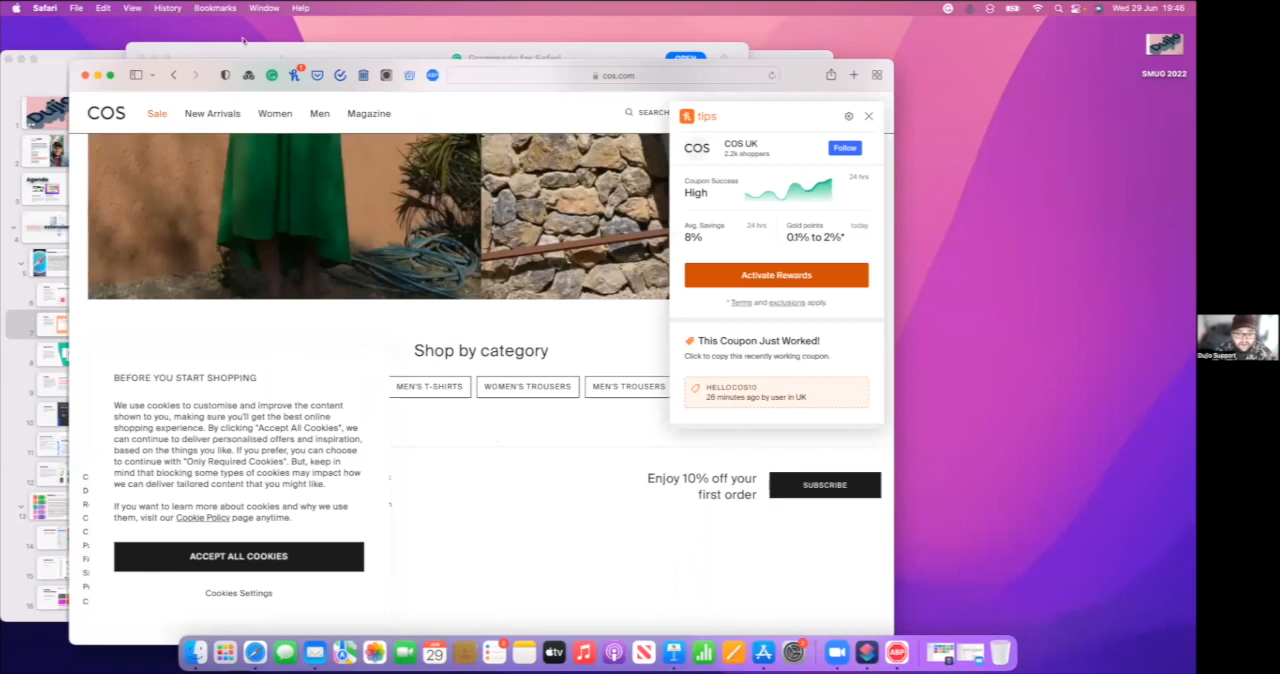 Safari File Edit View History Bookmarks Window Help
Wed 29 Jun 19:46
Grammarly for Safari
OPEN
SMUG 2022
cos.com
COS
Sale New Arrivals Women Men Magazine
SEARCH
tips
COS
COS UK
2.2k shoppers
Follow
Coupon Success
High
24 hrs
Avg. Savings 24 hrs
8%
Gold points today
0.1% to 2%*
Activate Rewards
* Terms and exclusions apply.
This Coupon Just Worked!
Click to copy this recently working coupon.
HELLOCOS10
26 minutes ago by user in UK
Agenda
Shop by category
MEN'S T-SHIRTS WOMEN'S TROUSERS MEN'S TROUSERS
BEFORE YOU START SHOPPING
We use cookies to customise and improve the content
shown to you, making sure you'll get the best online
shopping experience. By clicking "Accept All Cookies", we
can continue to deliver personalised offers and inspiration,
based on the things you like. If you prefer, you can choose
to continue with "Only Required Cookies". But, keep in
mind that blocking some types of cookies may impact how
we can deliver tailored content that you might like.
If you want to learn more about cookies and why we use
them, visit our Cookie Policy page anytime.
ACCEPT ALL COOKIES
Cookies Settings
Enjoy 10% off your
first order
SUBSCRIBE
Dujio Support
JUN
29
tv
ABP